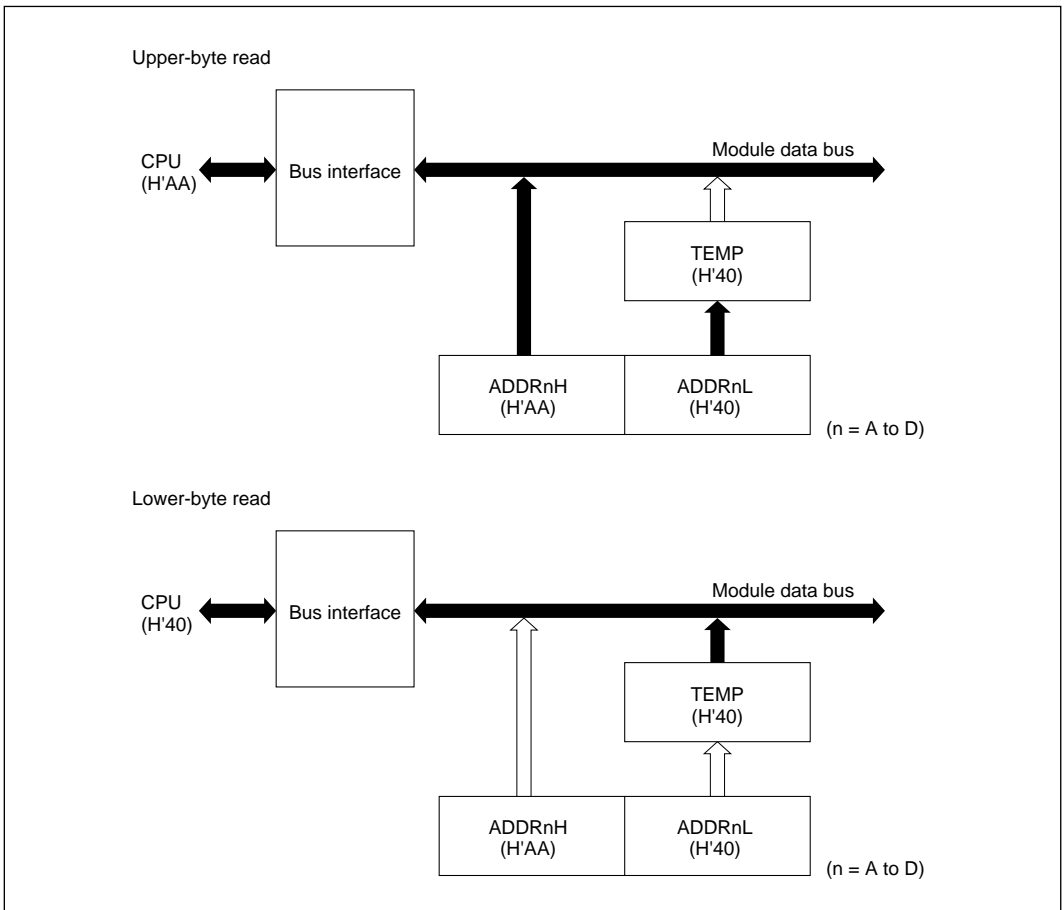 Upper-byte read
CPU
(H'AA)
Bus interface
Module data bus
TEMP
(H'40)
ADDRnH
(H'AA)
ADDRnL
(H'40)
(n = A to D)
Lower-byte read
CPU
(H'40)
Bus interface
Module data bus
TEMP
(H'40)
ADDRnH
(H'AA)
ADDRnL
(H'40)
(n = A to D)